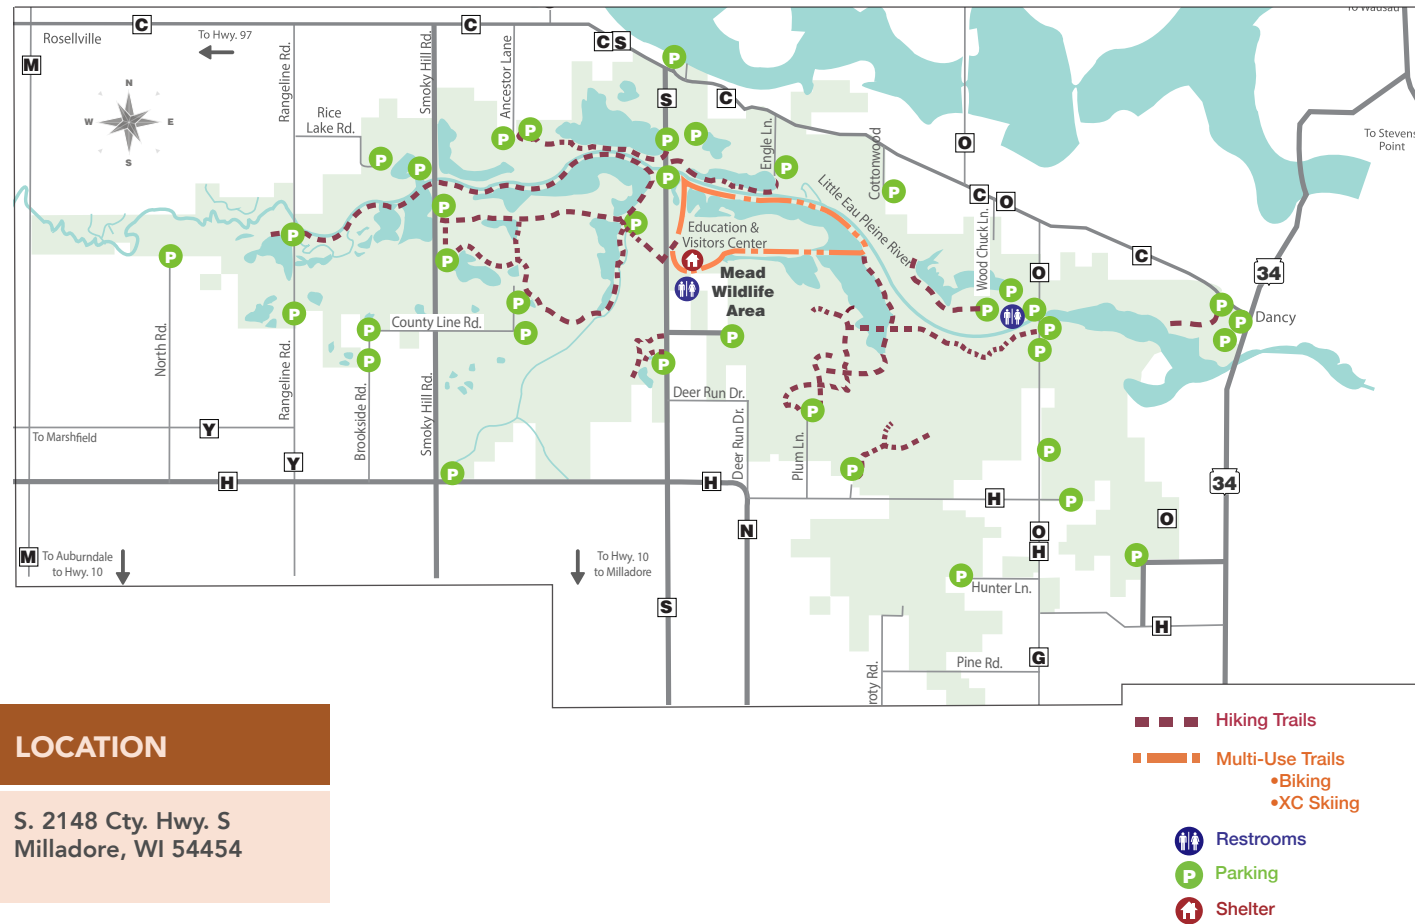 To Wausau
C
C
Rosellville
To Hwy. 97
C S
M
Rangeline Rd.
Smoky Hill Rd.
Ancestor Lane
P
S
C
N
W
E
S
Rice
Lake Rd.
P
P
P
P
Engle Ln.
Cottonwood
O
To Stevens
Point
P
P
P
P
P
P
Little Eau Pleine River
C
O
P
P
P
Education &
Visitors Center
Wood Chuck Ln.
C
P
P
O
34
Mead
Wildlife
Area
P
P
P
P
P
P
P
P
Dancy
County Line Rd.
P
P
P
P
P
P
P
North Rd.
Rangeline Rd.
Brookside Rd.
Smoky Hill Rd.
P
Deer Run Dr.
Deer Run Dr.
P
Plum Ln.
Y
To Marshfield
P
Y
P
P
H
H
34
H
P
O
N
O
H
M
To Auburndale
to Hwy. 10
To Hwy. 10
to Milladore
P
P
Hunter Ln.
S
H
G
Pine Rd.
roty Rd.
LOCATION
S. 2148 Cty. Hwy. S
Milladore, WI 54454
Hiking Trails
Multi-Use Trails
•Biking
•XC Skiing
Restrooms
P
Parking
Shelter